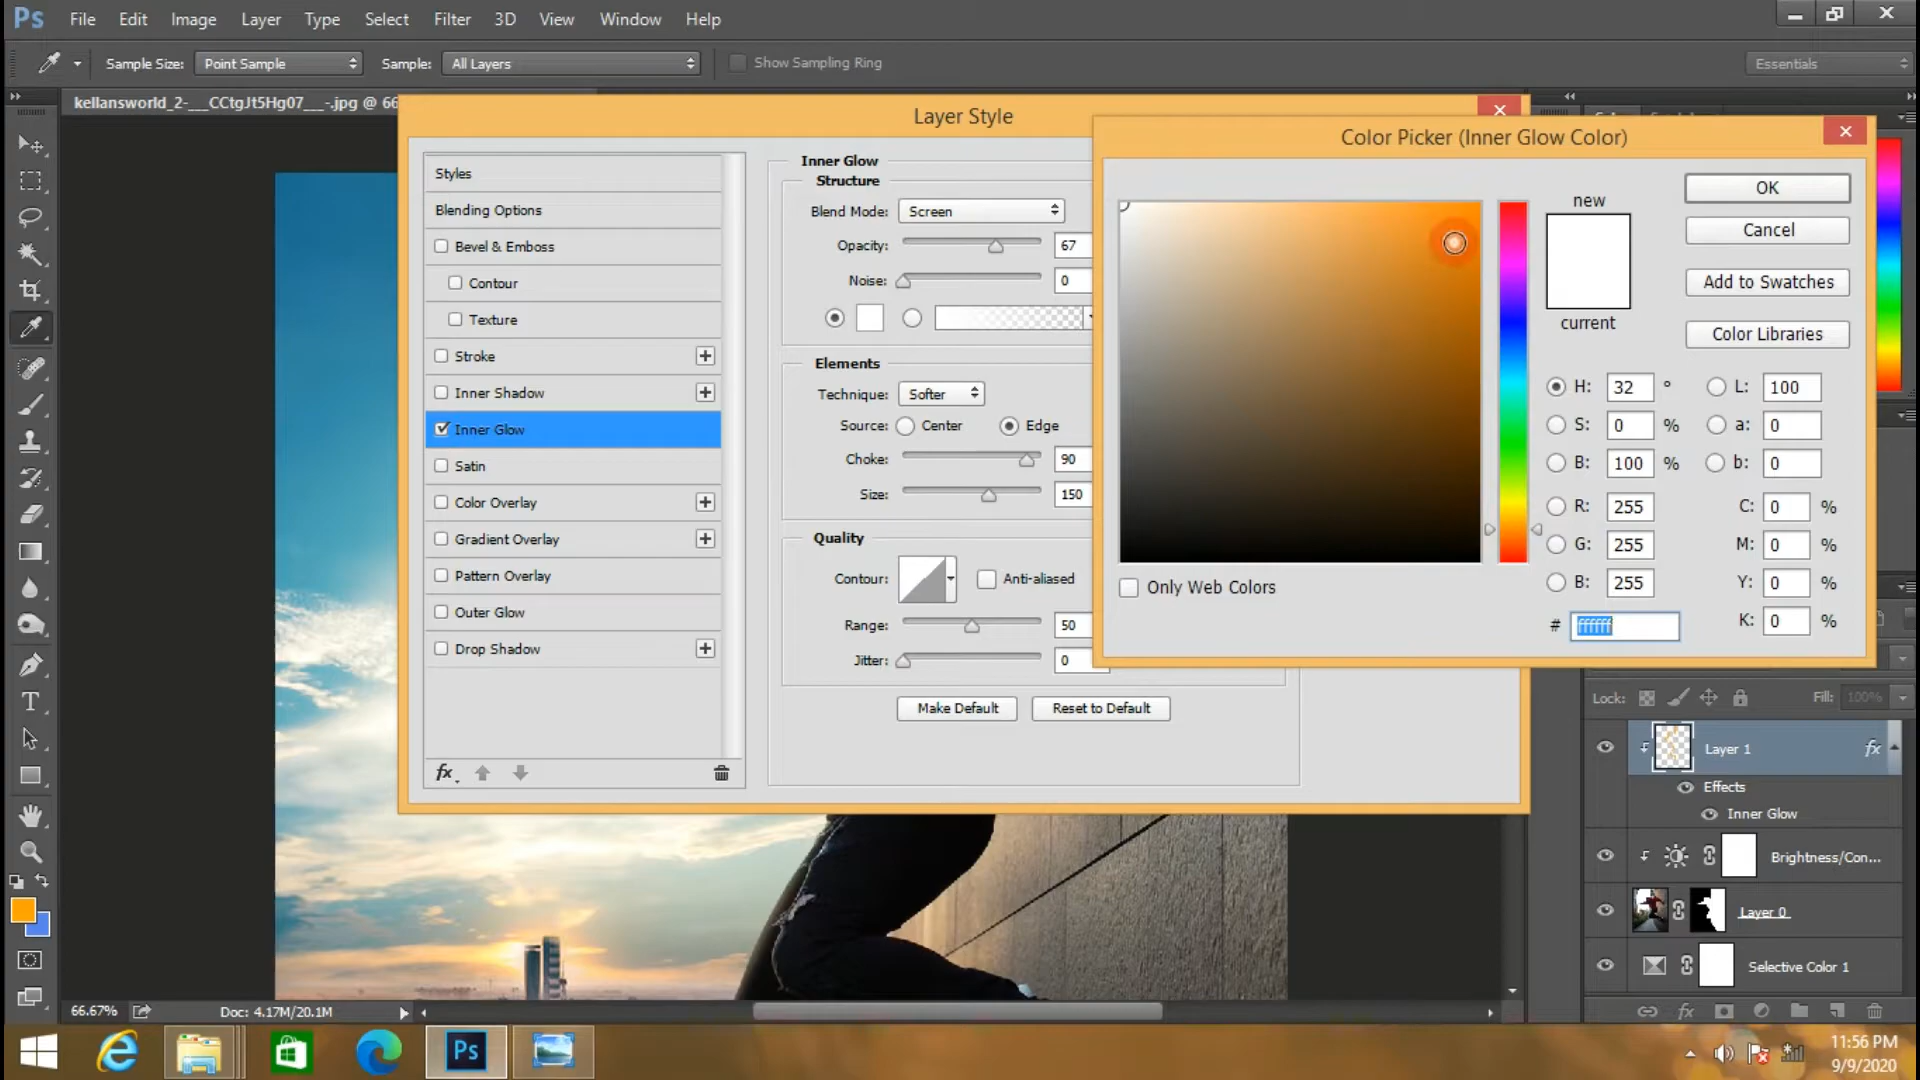 Ps File Edit Image Layer Type Select Filter 3D View Window Help
Sample Size: Point Sample Sample: All Layers Show Sampling Ring Essentials
kellansworld_2-___CCtgJt5Hg07___-.jpg @ 66
Layer Style
Styles
Blending Options
Bevel & Emboss
Contour
Texture
Stroke
Inner Shadow
Inner Glow
Satin
Color Overlay
Gradient Overlay
Pattern Overlay
Outer Glow
Drop Shadow
fx
Inner Glow
Structure
Blend Mode: Screen
Opacity: 67
Noise: 0
Elements
Technique: Softer
Source: Center Edge
Choke: 90
Size: 150
Quality
Contour: Anti-aliased
Range: 50
Jitter: 0
Make Default Reset to Default
Color Picker (Inner Glow Color)
new
current
OK
Cancel
Add to Swatches
Color Libraries
H: 32 ° L: 100
S: 0 % a: 0
B: 100 % b: 0
R: 255 C: 0 %
G: 255 M: 0 %
B: 255 Y: 0 %
# ffffff K: 0 %
Only Web Colors
Lock: Fill: 100%
Layer 1 fx
Effects
Inner Glow
Brightness/Con...
Layer 0
Selective Color 1
fx
66.67% Doc: 4.17M/20.1M
Ps
11:56 PM
9/9/2020